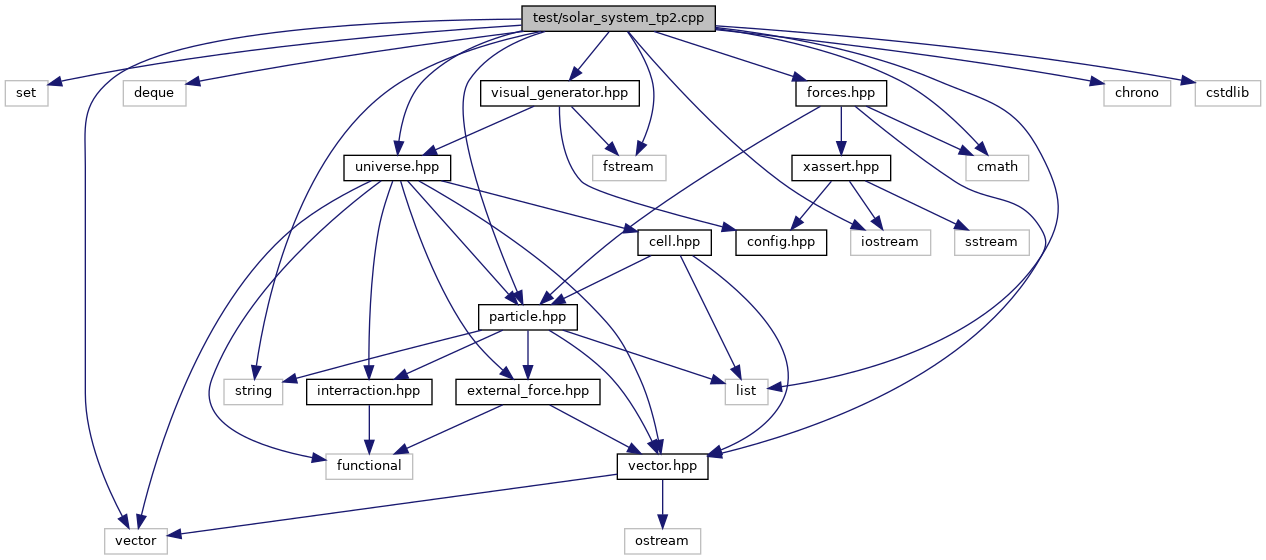 test/solar_system_tp2.cpp
set
deque
visual_generator.hpp
forces.hpp
chrono
cstdlib
universe.hpp
fstream
xassert.hpp
cmath
cell.hpp
config.hpp
iostream
sstream
particle.hpp
string
interraction.hpp
external_force.hpp
list
functional
vector.hpp
vector
ostream